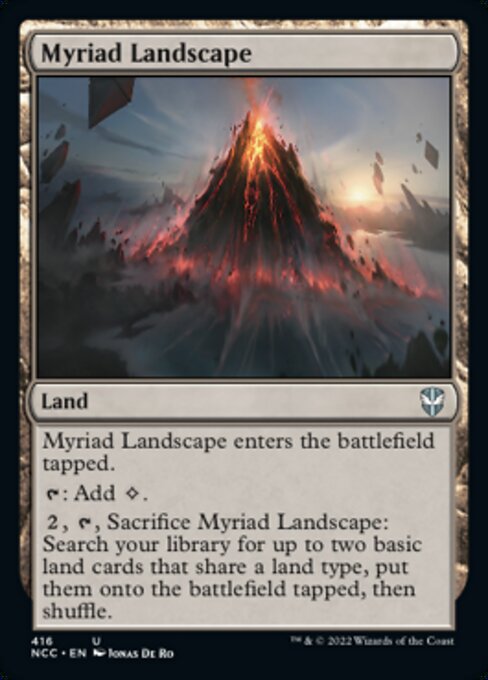 Myriad Landscape
Land
Myriad Landscape enters the battlefield
tapped.
: Add .
2, , Sacrifice Myriad Landscape:
Search your library for up to two basic
land cards that share a land type, put
them onto the battlefield tapped, then
shuffle.
416 U
NCC • EN Jonas De Ro
™ & © 2022 Wizards of the Coast